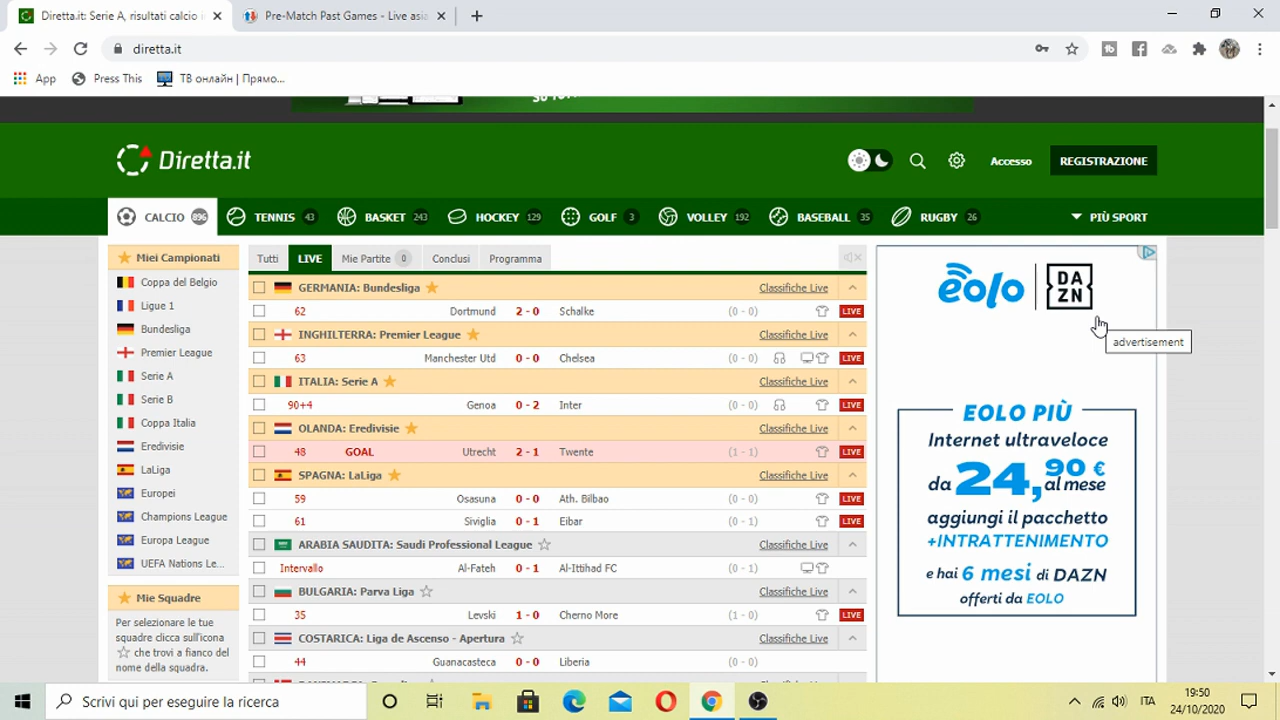 Diretta.it: Serie A, risultati calcio
Pre-Match Past Games - Live asi
diretta.it
App
Press This
ТВ онлайн | Прямо...
Diretta.it
Accesso
REGISTRAZIONE
CALCIO 896
TENNIS 43
BASKET 243
HOCKEY 129
GOLF 3
VOLLEY 192
BASEBALL 35
RUGBY 26
PIÙ SPORT
Miei Campionati
Coppa del Belgio
Ligue 1
Bundesliga
Premier League
Serie A
Serie B
Coppa Italia
Eredivisie
LaLiga
Europei
Champions League
Europa League
UEFA Nations Le...
Mie Squadre
Per selezionare le tue
squadre clicca sull'icona
che trovi a fianco del
nome della squadra.
Tutti LIVE Mie Partite 0 Conclusi Programma
GERMANIA: Bundesliga Classifiche Live
62 Dortmund 2 - 0 Schalke (0 - 0) LIVE
INGHILTERRA: Premier League Classifiche Live
63 Manchester Utd 0 - 0 Chelsea (0 - 0) LIVE
ITALIA: Serie A Classifiche Live
90+4 Genoa 0 - 2 Inter (0 - 0) LIVE
OLANDA: Eredivisie Classifiche Live
48 GOAL Utrecht 2 - 1 Twente (1 - 1) LIVE
SPAGNA: LaLiga Classifiche Live
59 Osasuna 0 - 0 Ath. Bilbao (0 - 0) LIVE
61 Siviglia 0 - 1 Eibar (0 - 1) LIVE
ARABIA SAUDITA: Saudi Professional League Classifiche Live
Intervallo Al-Fateh 0 - 1 Al-Ittihad FC (0 - 1)
BULGARIA: Parva Liga Classifiche Live
35 Levski 1 - 0 Cherno More (1 - 0) LIVE
COSTARICA: Liga de Ascenso - Apertura Classifiche Live
44 Guanacasteca 0 - 0 Liberia (0 - 0)
eolo
DA
ZN
advertisement
EOLO PIÙ
Internet ultraveloce
da 24,90 € al mese
aggiungi il pacchetto
+INTRATTENIMENTO
e hai 6 mesi di DAZN
offerti da EOLO
Scrivi qui per eseguire la ricerca
ITA
19:50
24/10/2020